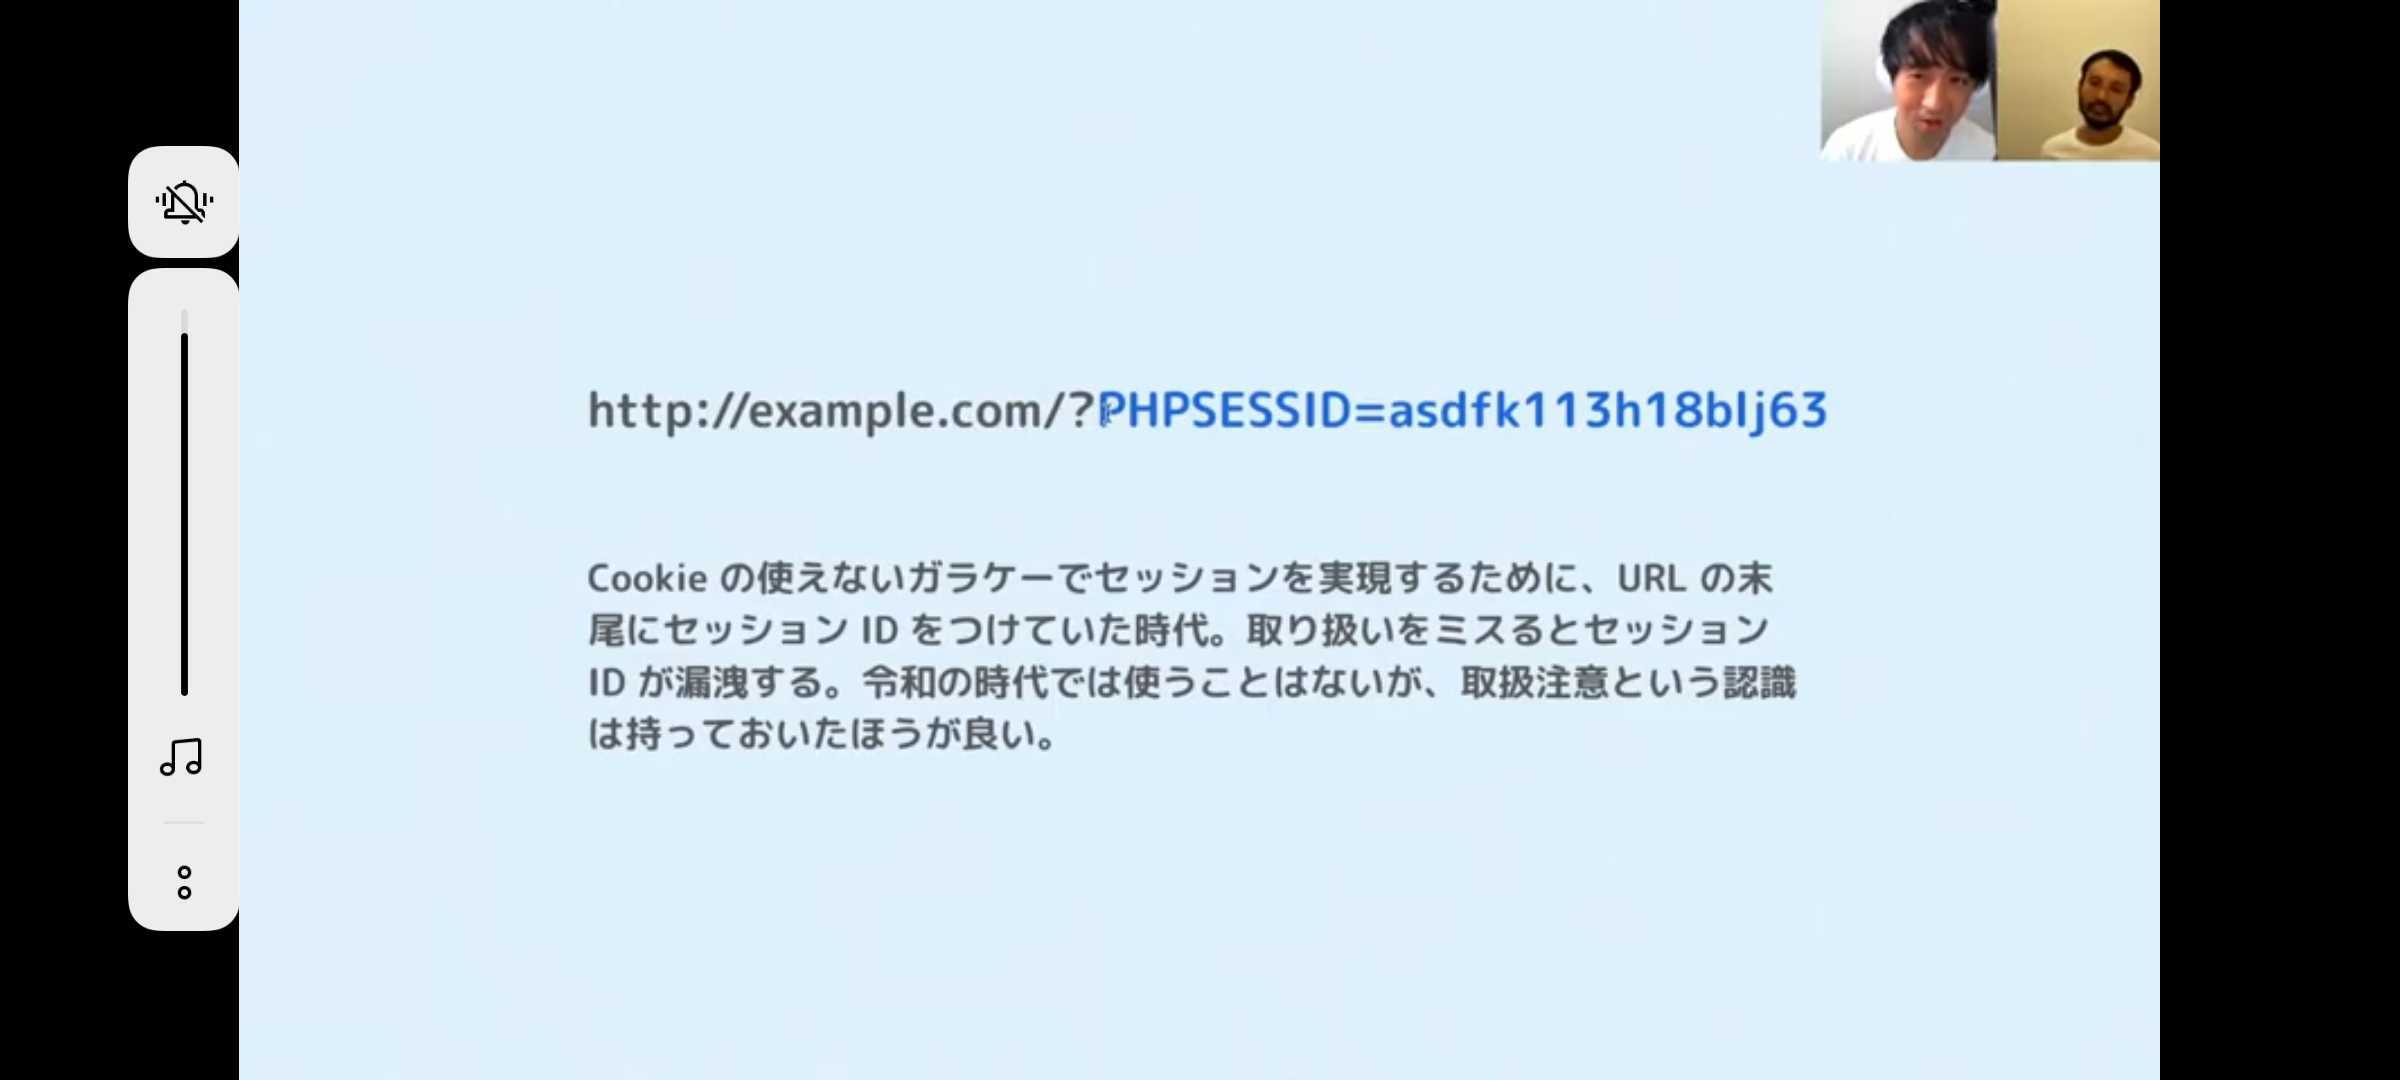 http://example.com/?PHPSESSID=asdfk113h18blj63
Cookie の使えないガラケーでセッションを実現するために、URL の末
尾にセッション ID をつけていた時代。取り扱いをミスるとセッション
ID が漏洩する。令和の時代では使うことはないが、取扱注意という認識
は持っておいたほうが良い。